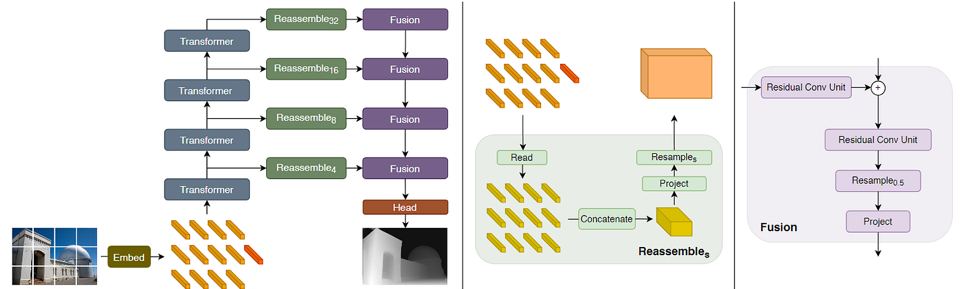 Reassemble32
Fusion
Transformer
Reassemble16
Fusion
Transformer
Reassemble8
Fusion
Transformer
Reassemble4
Fusion
Transformer
Head
Embed
Read
Resamples
Project
Concatenate
Reassembles
Residual Conv Unit
+
Residual Conv Unit
Resample0.5
Project
Fusion